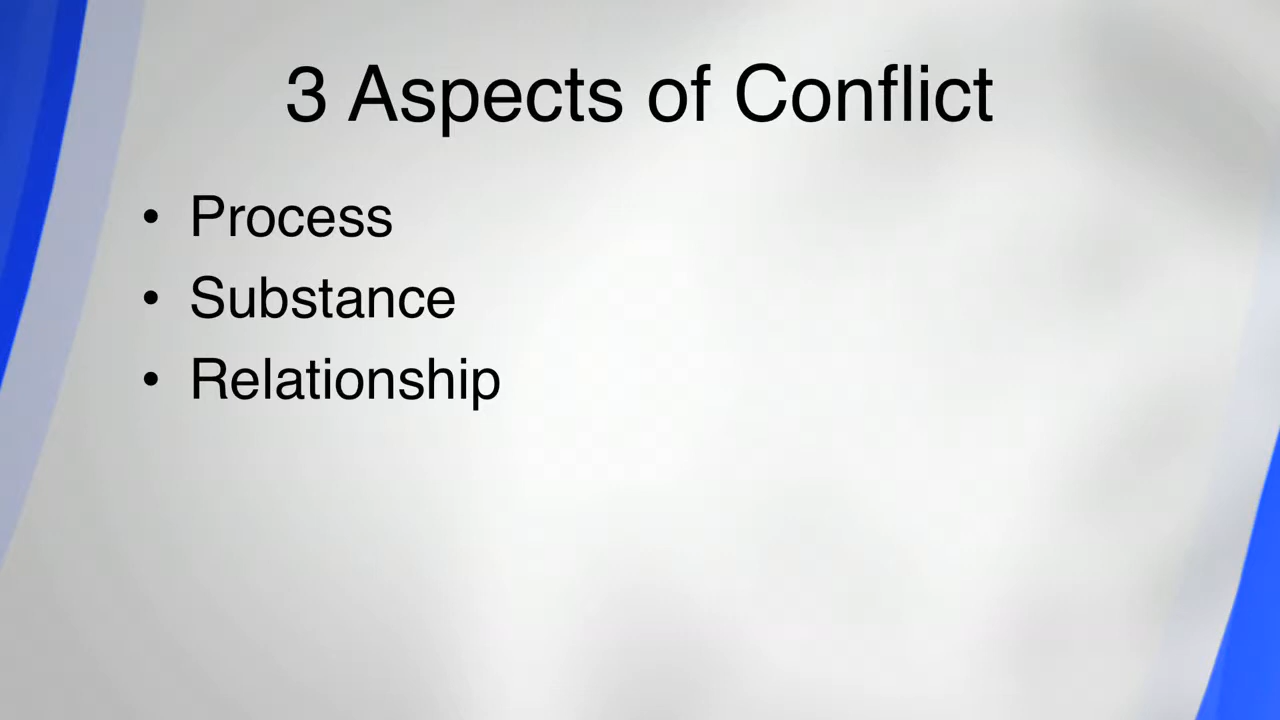 3 Aspects of Conflict
• Process
• Substance
• Relationship